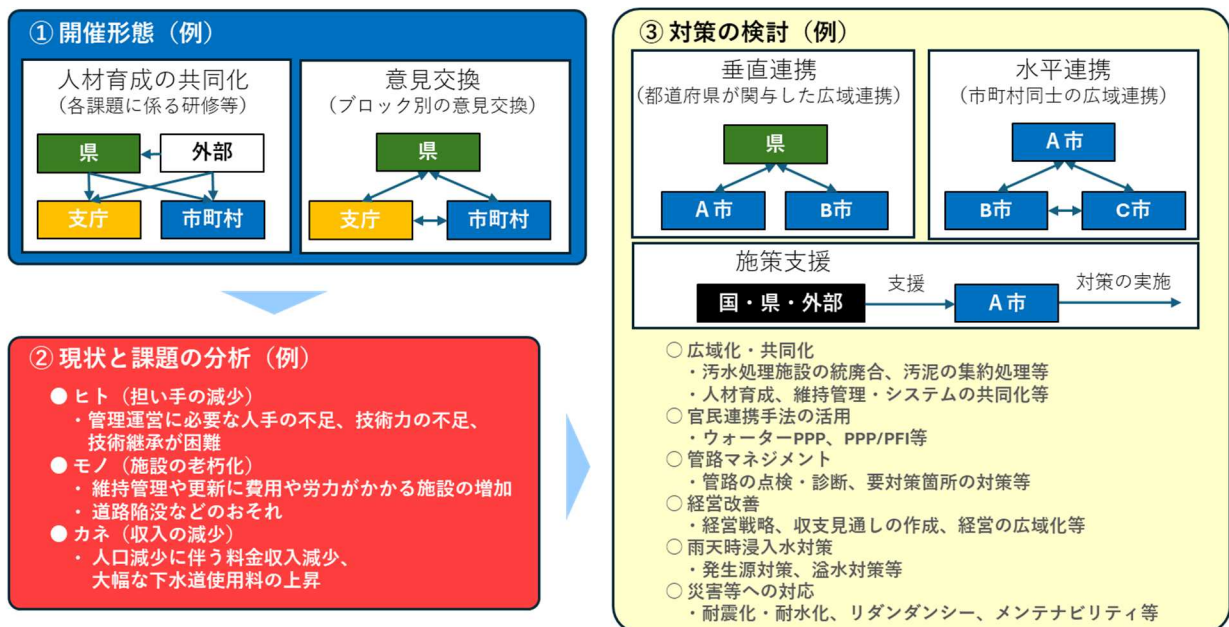 ① 開催形態（例）
人材育成の共同化
（各課題に係る研修等）
県
外部
支庁
市町村
意見交換
（ブロック別の意見交換）
県
支庁
市町村
② 現状と課題の分析（例）
● ヒト（担い手の減少）
・管理運営に必要な人手の不足、技術力の不足、
技術継承が困難
● モノ（施設の老朽化）
・ 維持管理や更新に費用や労力がかかる施設の増加
・ 道路陥没などのおそれ
● カネ（収入の減少）
・ 人口減少に伴う料金収入減少、
大幅な下水道使用料の上昇
③ 対策の検討（例）
垂直連携
（都道府県が関与した広域連携）
県
A市
B市
水平連携
（市町村同士の広域連携）
A市
B市
C市
施策支援
国・県・外部
支援
A市
対策の実施
○ 広域化・共同化
・汚水処理施設の統廃合、汚泥の集約処理等
・人材育成、維持管理・システムの共同化等
○ 官民連携手法の活用
・ウォーターPPP、PPP/PFI等
○ 管路マネジメント
・管路の点検・診断、要対策箇所の対策等
○ 経営改善
・経営戦略、収支見通しの作成、経営の広域化等
○ 雨天時浸入水対策
・発生源対策、溢水対策等
○ 災害等への対応
・耐震化・耐水化、リダンダンシー、メンテナビリティ等